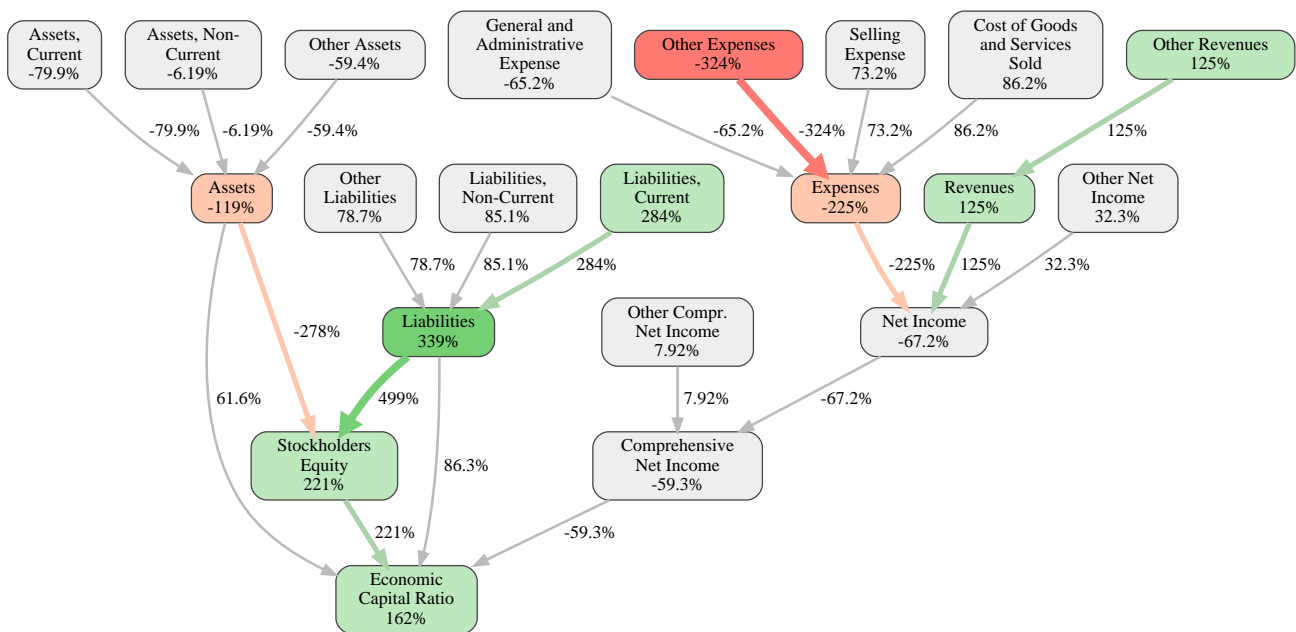 Assets,
Current
-79.9%
Assets, Non-
Current
-6.19%
Other Assets
-59.4%
General and
Administrative
Expense
-65.2%
Other Expenses
-324%
Selling
Expense
73.2%
Cost of Goods
and Services
Sold
86.2%
Other Revenues
125%
-79.9%
-6.19%
-59.4%
-65.2%
-324%
73.2%
86.2%
125%
Assets
-119%
Other
Liabilities
78.7%
Liabilities,
Non-Current
85.1%
Liabilities,
Current
284%
Expenses
-225%
Revenues
125%
Other Net
Income
32.3%
78.7%
85.1%
284%
-225%
125%
32.3%
-278%
Liabilities
339%
Other Compr.
Net Income
7.92%
Net Income
-67.2%
61.6%
499%
7.92%
-67.2%
Stockholders
Equity
221%
86.3%
Comprehensive
Net Income
-59.3%
221%
-59.3%
Economic
Capital Ratio
162%